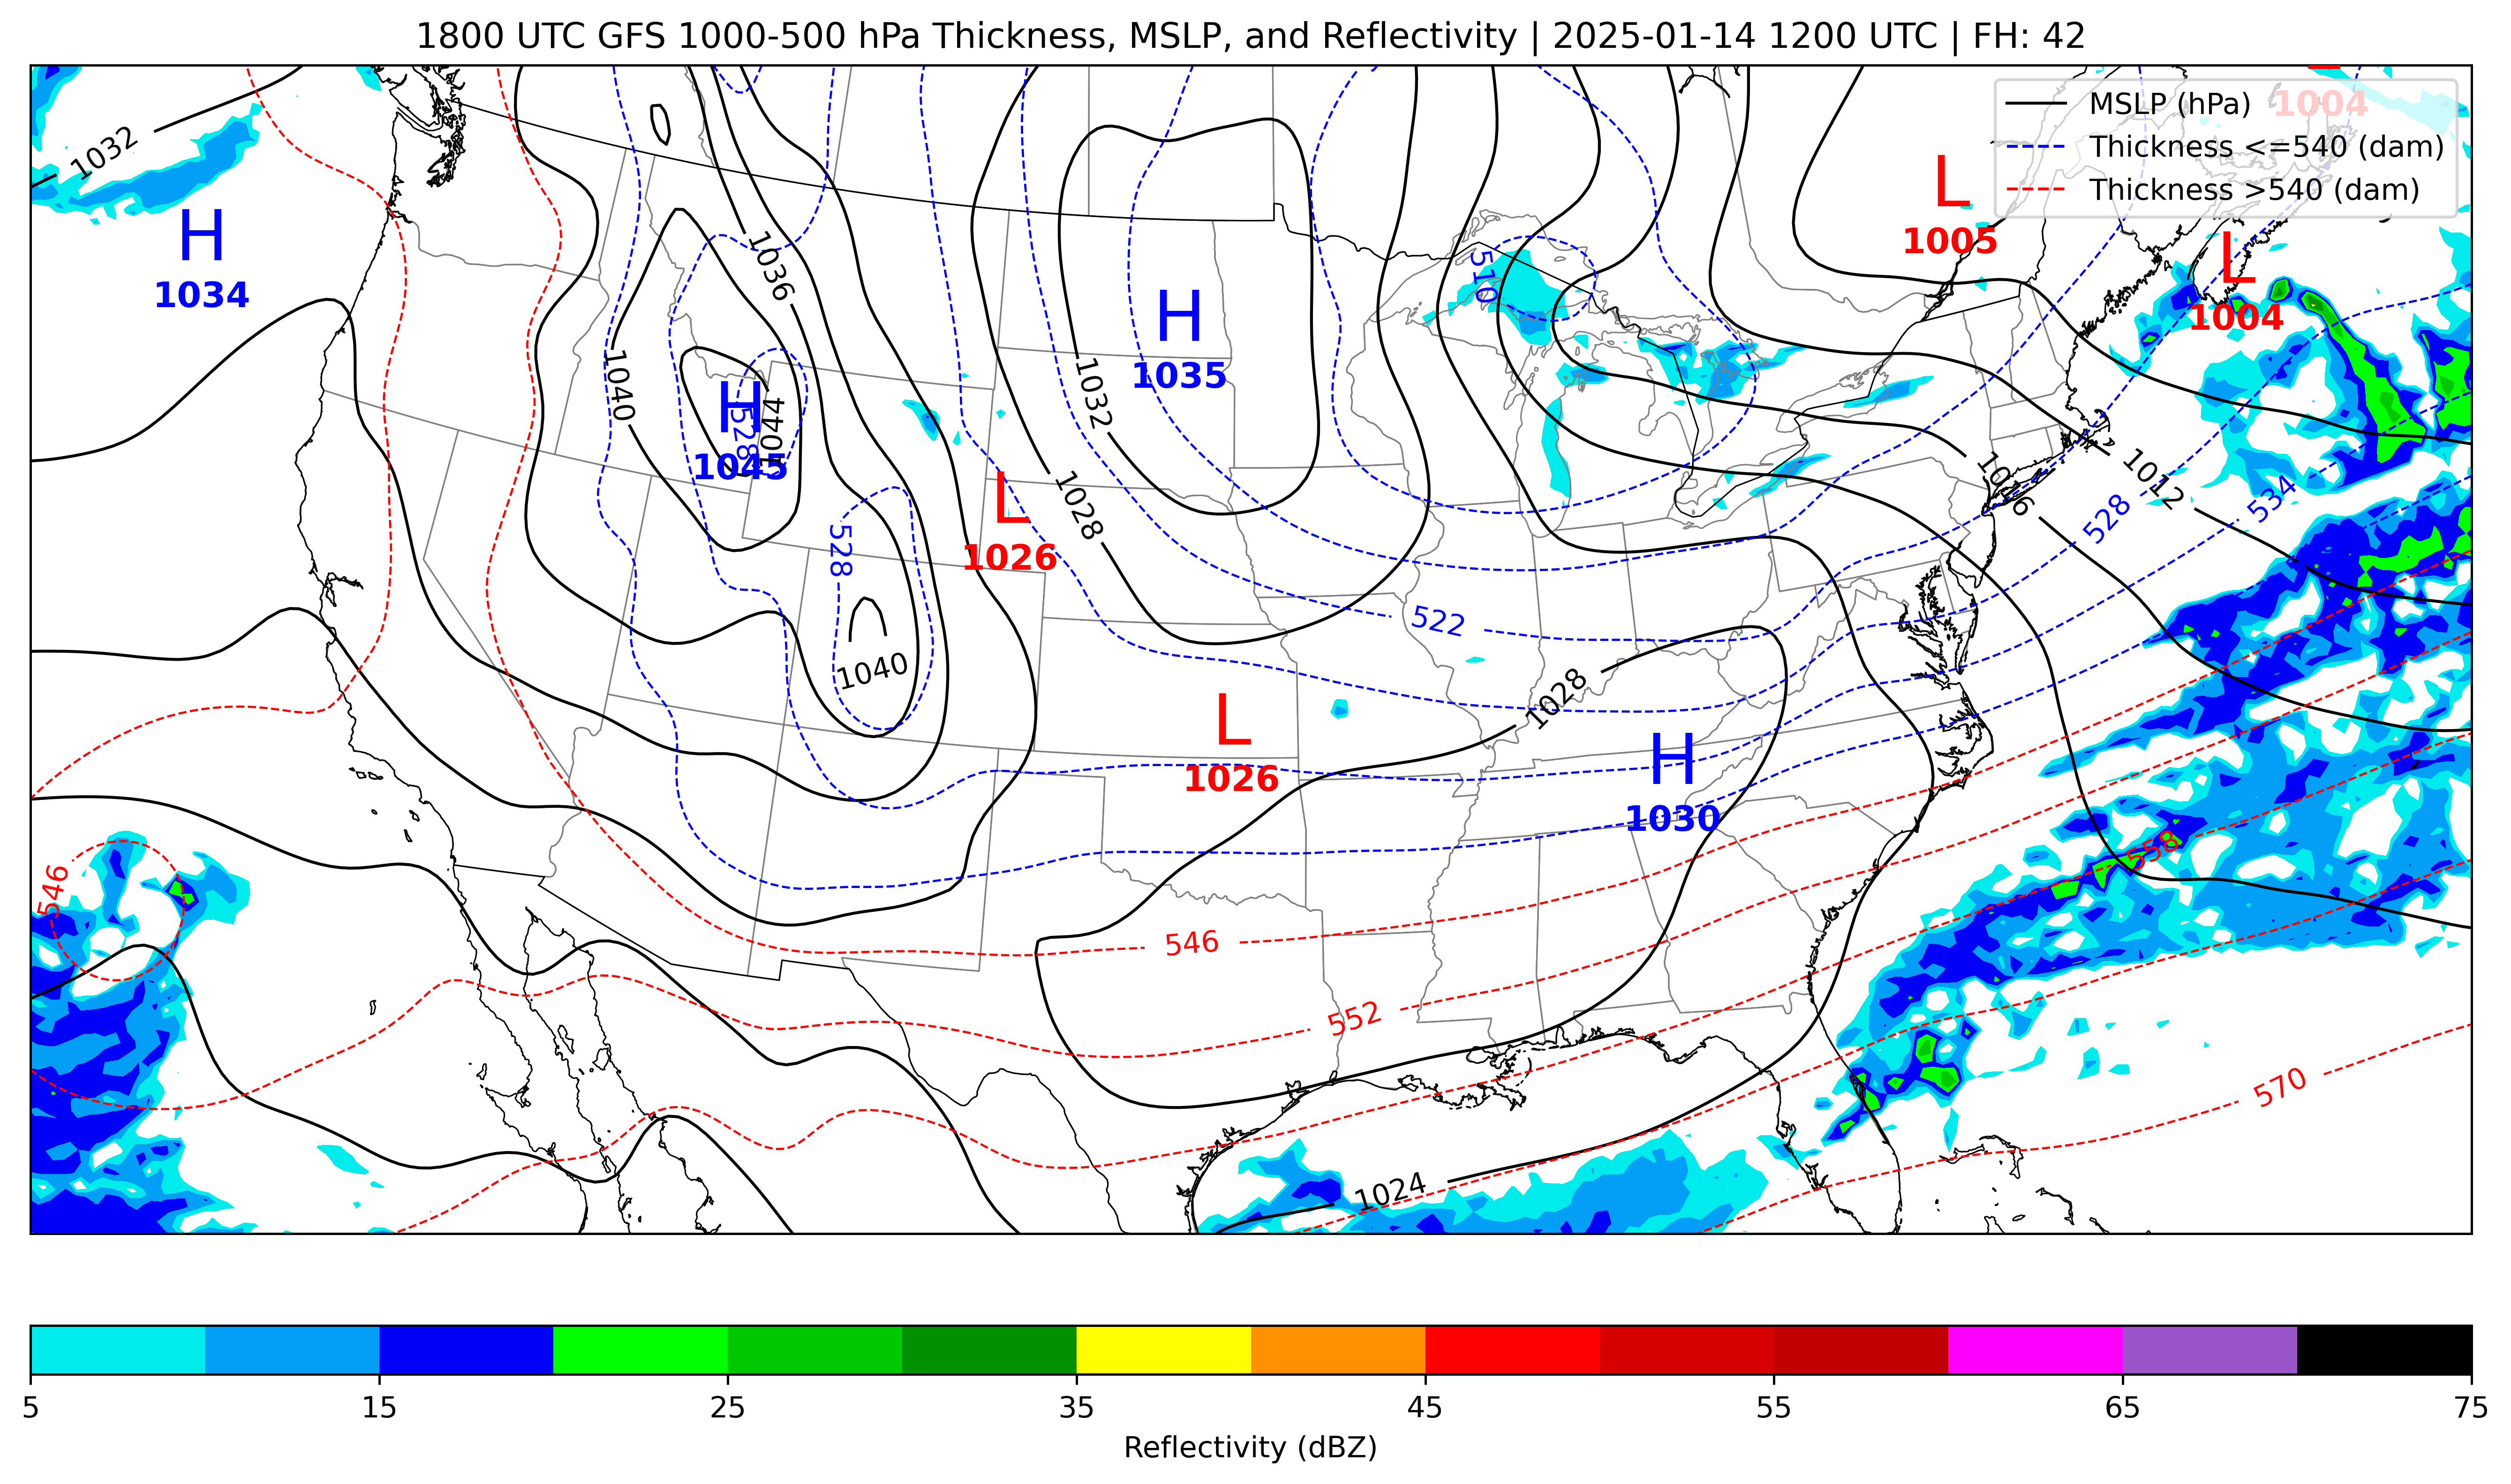 1800 UTC GFS 1000-500 hPa Thickness, MSLP, and Reflectivity | 2025-01-14 1200 UTC | FH: 42
MSLP (hPa)
Thickness <=540 (dam)
Thickness >540 (dam)
1004
1032
L
1005
H
1034
L
1004
1036
510
H
1035
1040
1032
H
1045
528
1044
1028
L
1026
1016
1012
528
534
528
522
1040
1028
L
1026
H
1030
546
558
546
552
570
1024
5 15 25 35 45 55 65 75
Reflectivity (dBZ)